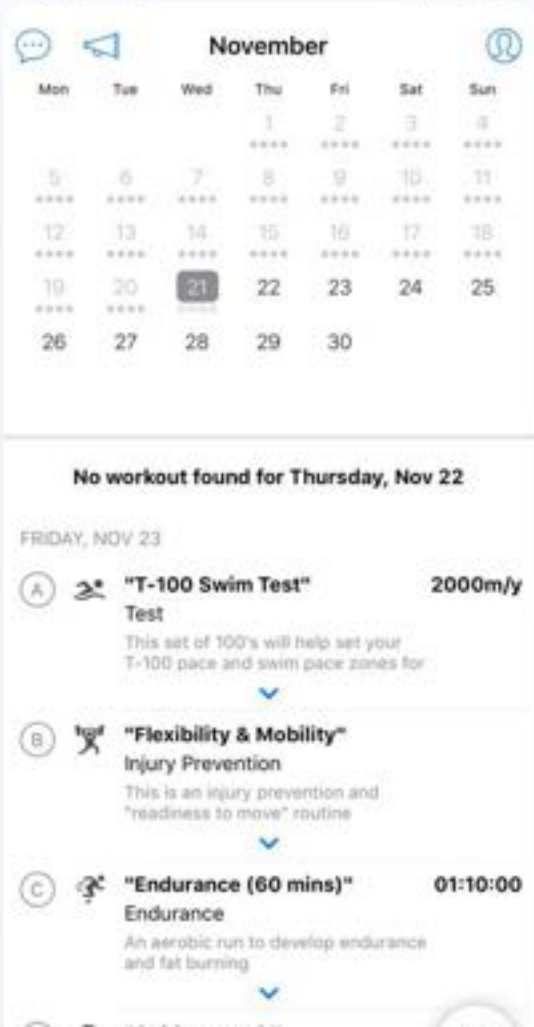 November
Mon Tue Wed Thu Fri Sat Sun
1 2 3 4
5 6 7 8 9 10 11
12 13 14 15 16 17 18
19 20 21 22 23 24 25
26 27 28 29 30
No workout found for Thursday, Nov 22
FRIDAY, NOV 23
A "T-100 Swim Test" 2000m/y
Test
This set of 100's will help set your
T-100 pace and swim pace zones for
B "Flexibility & Mobility"
Injury Prevention
This is an injury prevention and
"readiness to move" routine
C "Endurance (60 mins)" 01:10:00
Endurance
An aerobic run to develop endurance
and fat burning